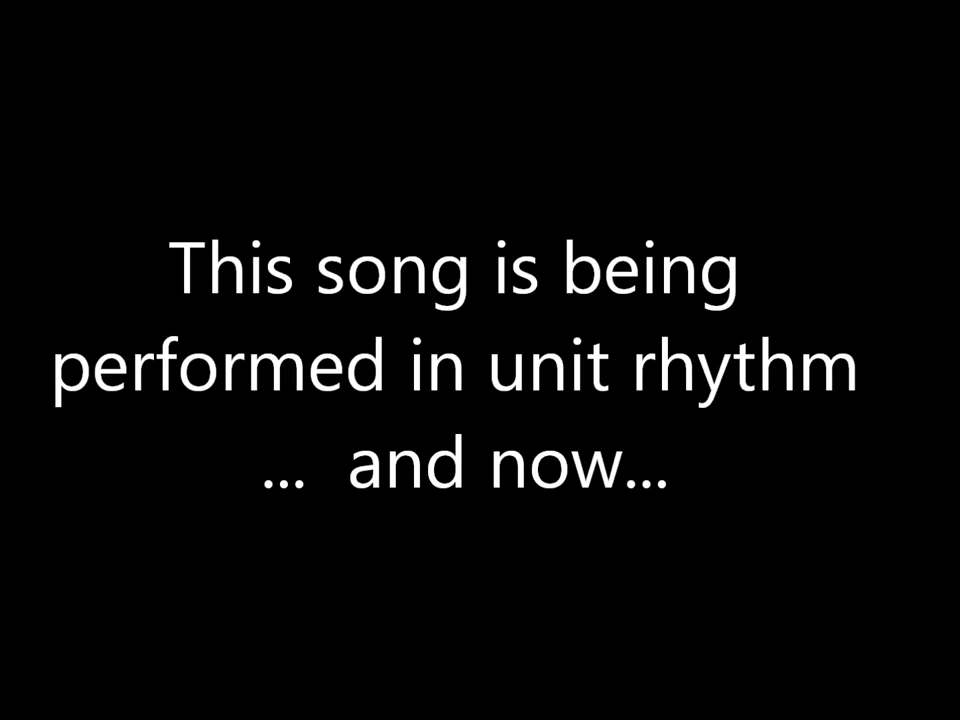 This song is being
performed in unit rhythm
... and now...